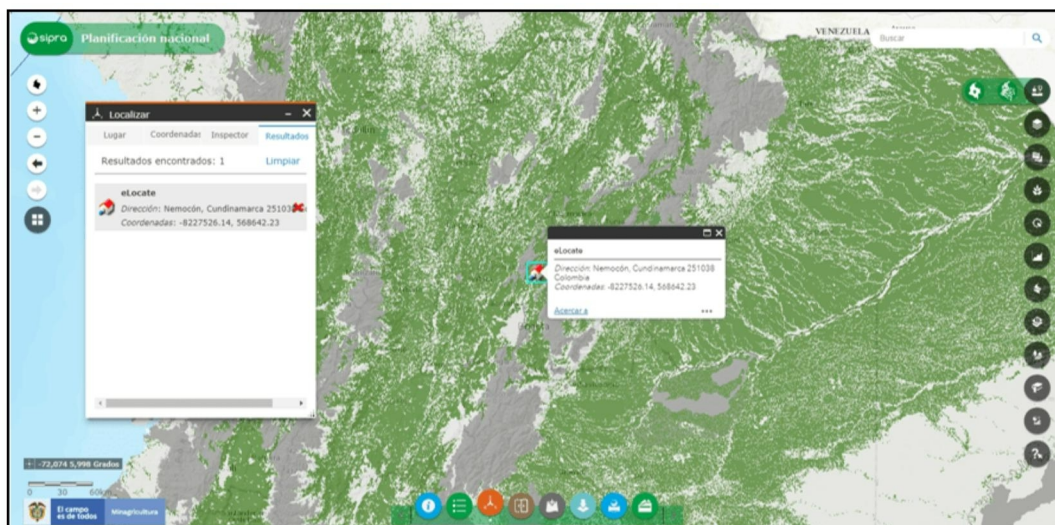 sipra
Planificación nacional
VENEZUELA
Buscar
Localizar
Lugar
Coordenadas
Inspector
Resultados
Resultados encontrados: 1
Limpiar
eLocate
Dirección: Nemocón, Cundinamarca 25103
Coordenadas: -8227526.14, 568642.23
eLocate
Dirección: Nemocón, Cundinamarca 251038
Colombia
Coordenadas: -8227526.14, 568642.23
Acercar a
-72,074 5,998 Grados
0 30 60km
El campo
es de todos
Minagricultura